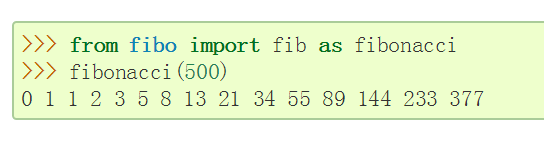 >>> from fibo import fib as fibonacci
>>> fibonacci(500)
0 1 1 2 3 5 8 13 21 34 55 89 144 233 377